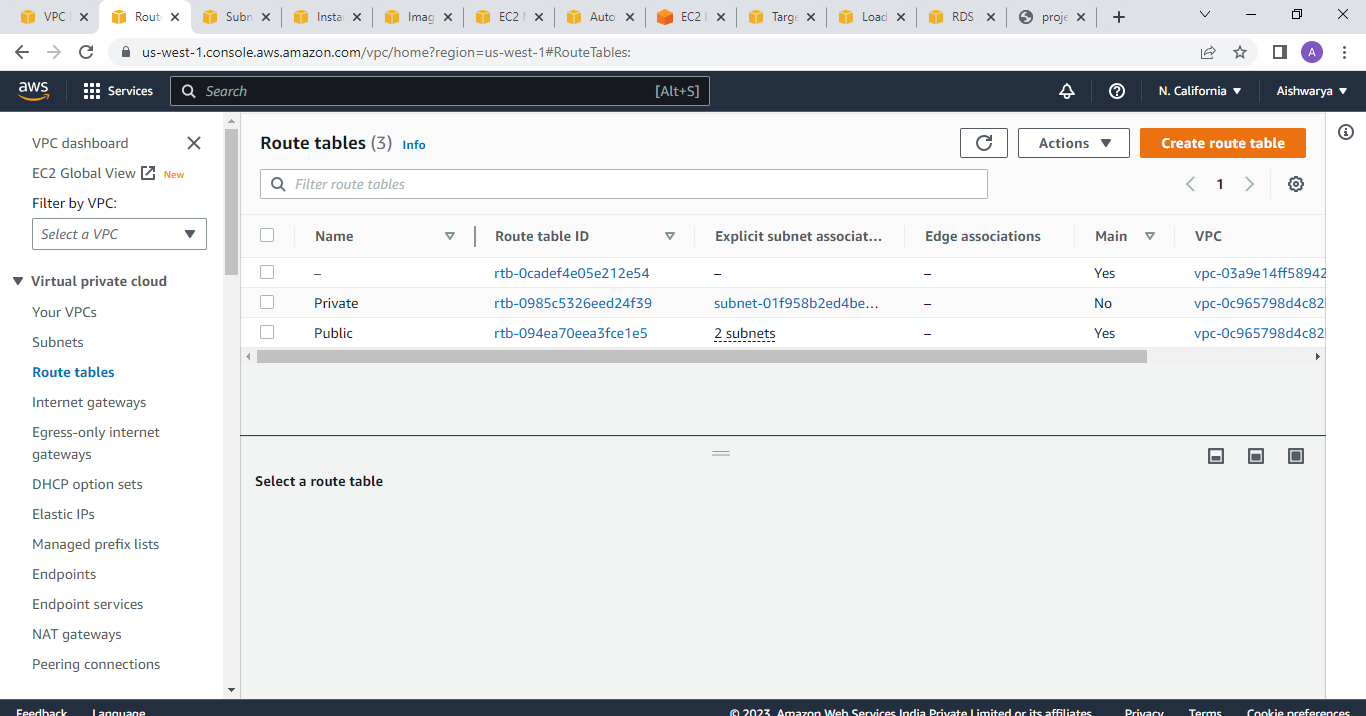 VPC
Rout
Subn
Insta
Imag
EC2
Auto
EC2
Targe
Load
RDS
proje
us-west-1.console.aws.amazon.com/vpc/home?region=us-west-1#RouteTables:
A
aws
Services
Search
[Alt+S]
N. California
Aishwarya
VPC dashboard
EC2 Global View
New
Filter by VPC:
Select a VPC
Virtual private cloud
Your VPCs
Subnets
Route tables
Internet gateways
Egress-only internet
gateways
DHCP option sets
Elastic IPs
Managed prefix lists
Endpoints
Endpoint services
NAT gateways
Peering connections
Route tables (3) Info
Actions
Create route table
Filter route tables
1
Name Route table ID Explicit subnet associat... Edge associations Main VPC
– rtb-0cadef4e05e212e54 – – Yes vpc-03a9e14ff58942
Private rtb-0985c5326eed24f39 subnet-01f958b2ed4be... – No vpc-0c965798d4c82
Public rtb-094ea70eea3fce1e5 2 subnets – Yes vpc-0c965798d4c82
Select a route table
Feedback Language © 2023, Amazon Web Services India Private Limited or its affiliates. Privacy Terms Cookie preferences